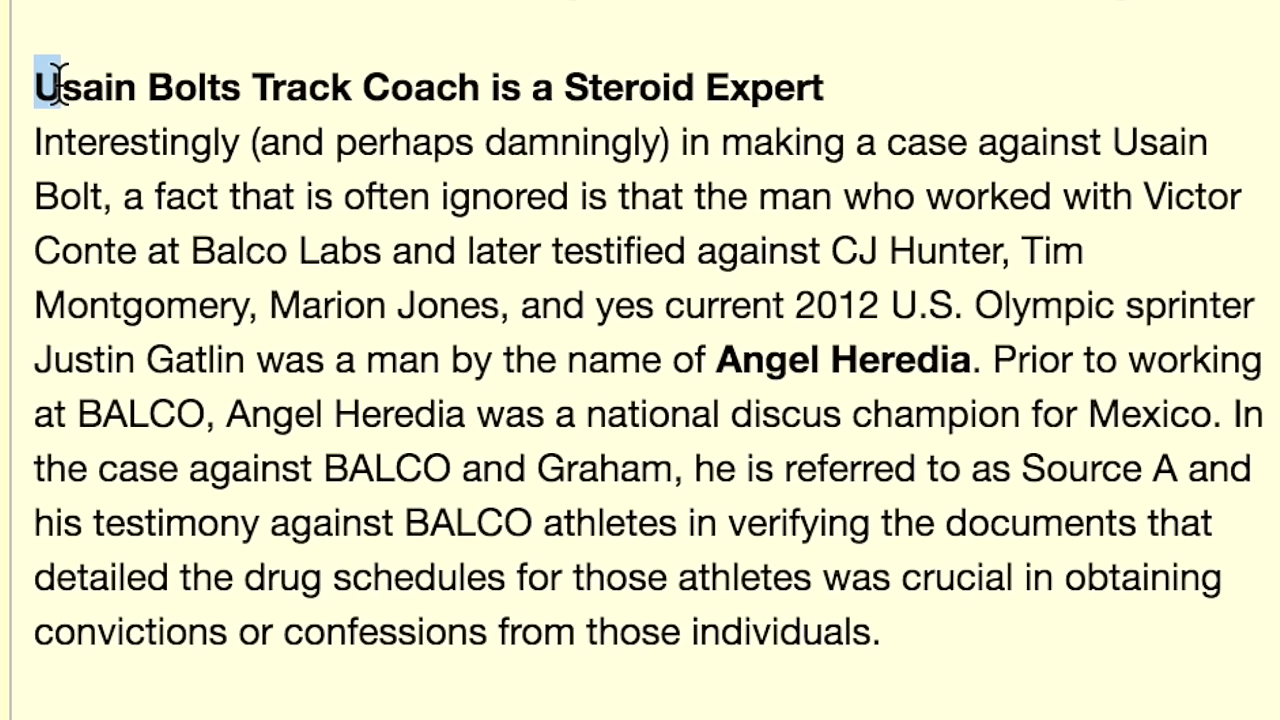 Usain Bolts Track Coach is a Steroid Expert
Interestingly (and perhaps damningly) in making a case against Usain
Bolt, a fact that is often ignored is that the man who worked with Victor
Conte at Balco Labs and later testified against CJ Hunter, Tim
Montgomery, Marion Jones, and yes current 2012 U.S. Olympic sprinter
Justin Gatlin was a man by the name of Angel Heredia. Prior to working
at BALCO, Angel Heredia was a national discus champion for Mexico. In
the case against BALCO and Graham, he is referred to as Source A and
his testimony against BALCO athletes in verifying the documents that
detailed the drug schedules for those athletes was crucial in obtaining
convictions or confessions from those individuals.